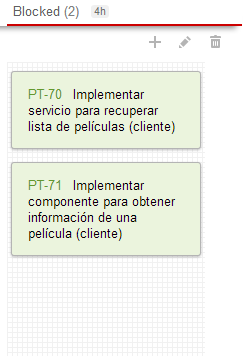 Blocked (2) 4h
PT-70 Implementar
servicio para recuperar
lista de películas (cliente)
PT-71 Implementar
componente para obtener
información de una
película (cliente)